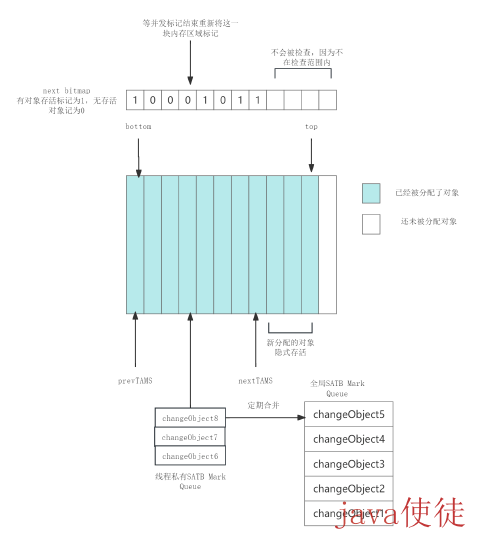 等并发标记结束重新将这一
块内存区域标记
不会被检查，因为不
在检查范围内
next bitmap
有对象存活标记为1，无存活
对象记为0
1 0 0 0 1 0 1 1
bottom
top
已经被分配了对象
还未被分配对象
新分配的对象
隐式存活
prevTAMS
nextTAMS
全局SATB Mark
Queue
定期合并
changeObject8
changeObject7
changeObject6
线程私有SATB Mark
Queue
changeObject5
changeObject4
changeObject3
changeObject2
changeObject1
java使徒